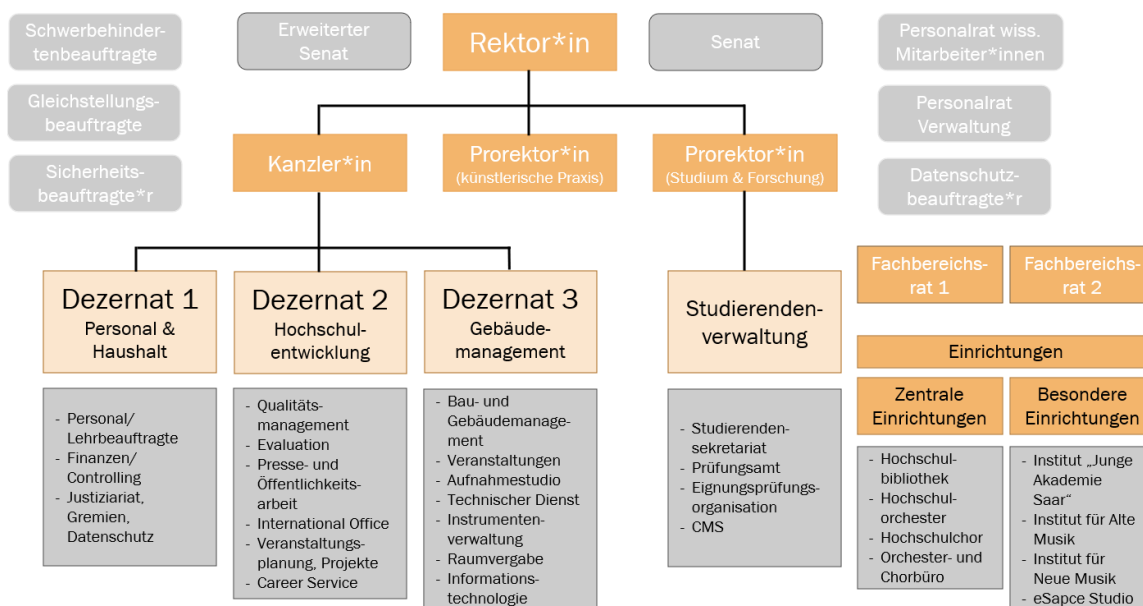 Schwerbehinder-
tenbeauftragte
Erweiterter
Senat
Rektor*in
Senat
Personalrat wiss.
Mitarbeiter*innen
Gleichstellungs-
beauftragte
Personalrat
Verwaltung
Sicherheits-
beauftragte*r
Kanzler*in
Prorektor*in
(künstlerische Praxis)
Prorektor*in
(Studium & Forschung)
Datenschutz-
beauftragte*r
Dezernat 1
Personal &
Haushalt
Dezernat 2
Hochschul-
entwicklung
Dezernat 3
Gebäude-
management
Studierenden-
verwaltung
Fachbereichs-
rat 1
Fachbereichs-
rat 2
Einrichtungen
Zentrale
Einrichtungen
Besondere
Einrichtungen
- Personal/
Lehrbeauftragte
- Finanzen/
Controlling
- Justiziariat,
Gremien,
Datenschutz
- Qualitäts-
management
- Evaluation
- Presse- und
Öffentlichkeits-
arbeit
- International Office
- Veranstaltungs-
planung, Projekte
- Career Service
- Bau- und
Gebäudemanage-
ment
- Veranstaltungen
- Aufnahmestudio
- Technischer Dienst
- Instrumenten-
verwaltung
- Raumvergabe
- Informations-
technologie
- Studierenden-
sekretariat
- Prüfungsamt
- Eignungsprüfungs-
organisation
- CMS
- Hochschul-
bibliothek
- Hochschul-
orchester
- Hochschulchor
- Orchester- und
Chorbüro
- Institut „Junge
Akademie
Saar“
- Institut für Alte
Musik
- Institut für
Neue Musik
- eSapce Studio